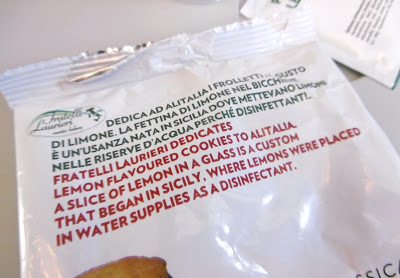 Fratelli
Laurieri
DEDICA AD ALITALIA I FROLLETTI AL GUSTO
DI LIMONE. LA FETTINA DI LIMONE NEL BICCHIERE
È UN'USANZA NATA IN SICILIA DOVE METTEVANO LIMONI
NELLE RISERVE D'ACQUA PERCHÉ DISINFETTANTI.
FRATELLI LAURIERI DEDICATES
LEMON FLAVOURED COOKIES TO ALITALIA.
A SLICE OF LEMON IN A GLASS IS A CUSTOM
THAT BEGAN IN SICILY, WHERE LEMONS WERE PLACED
IN WATER SUPPLIES AS A DISINFECTANT.